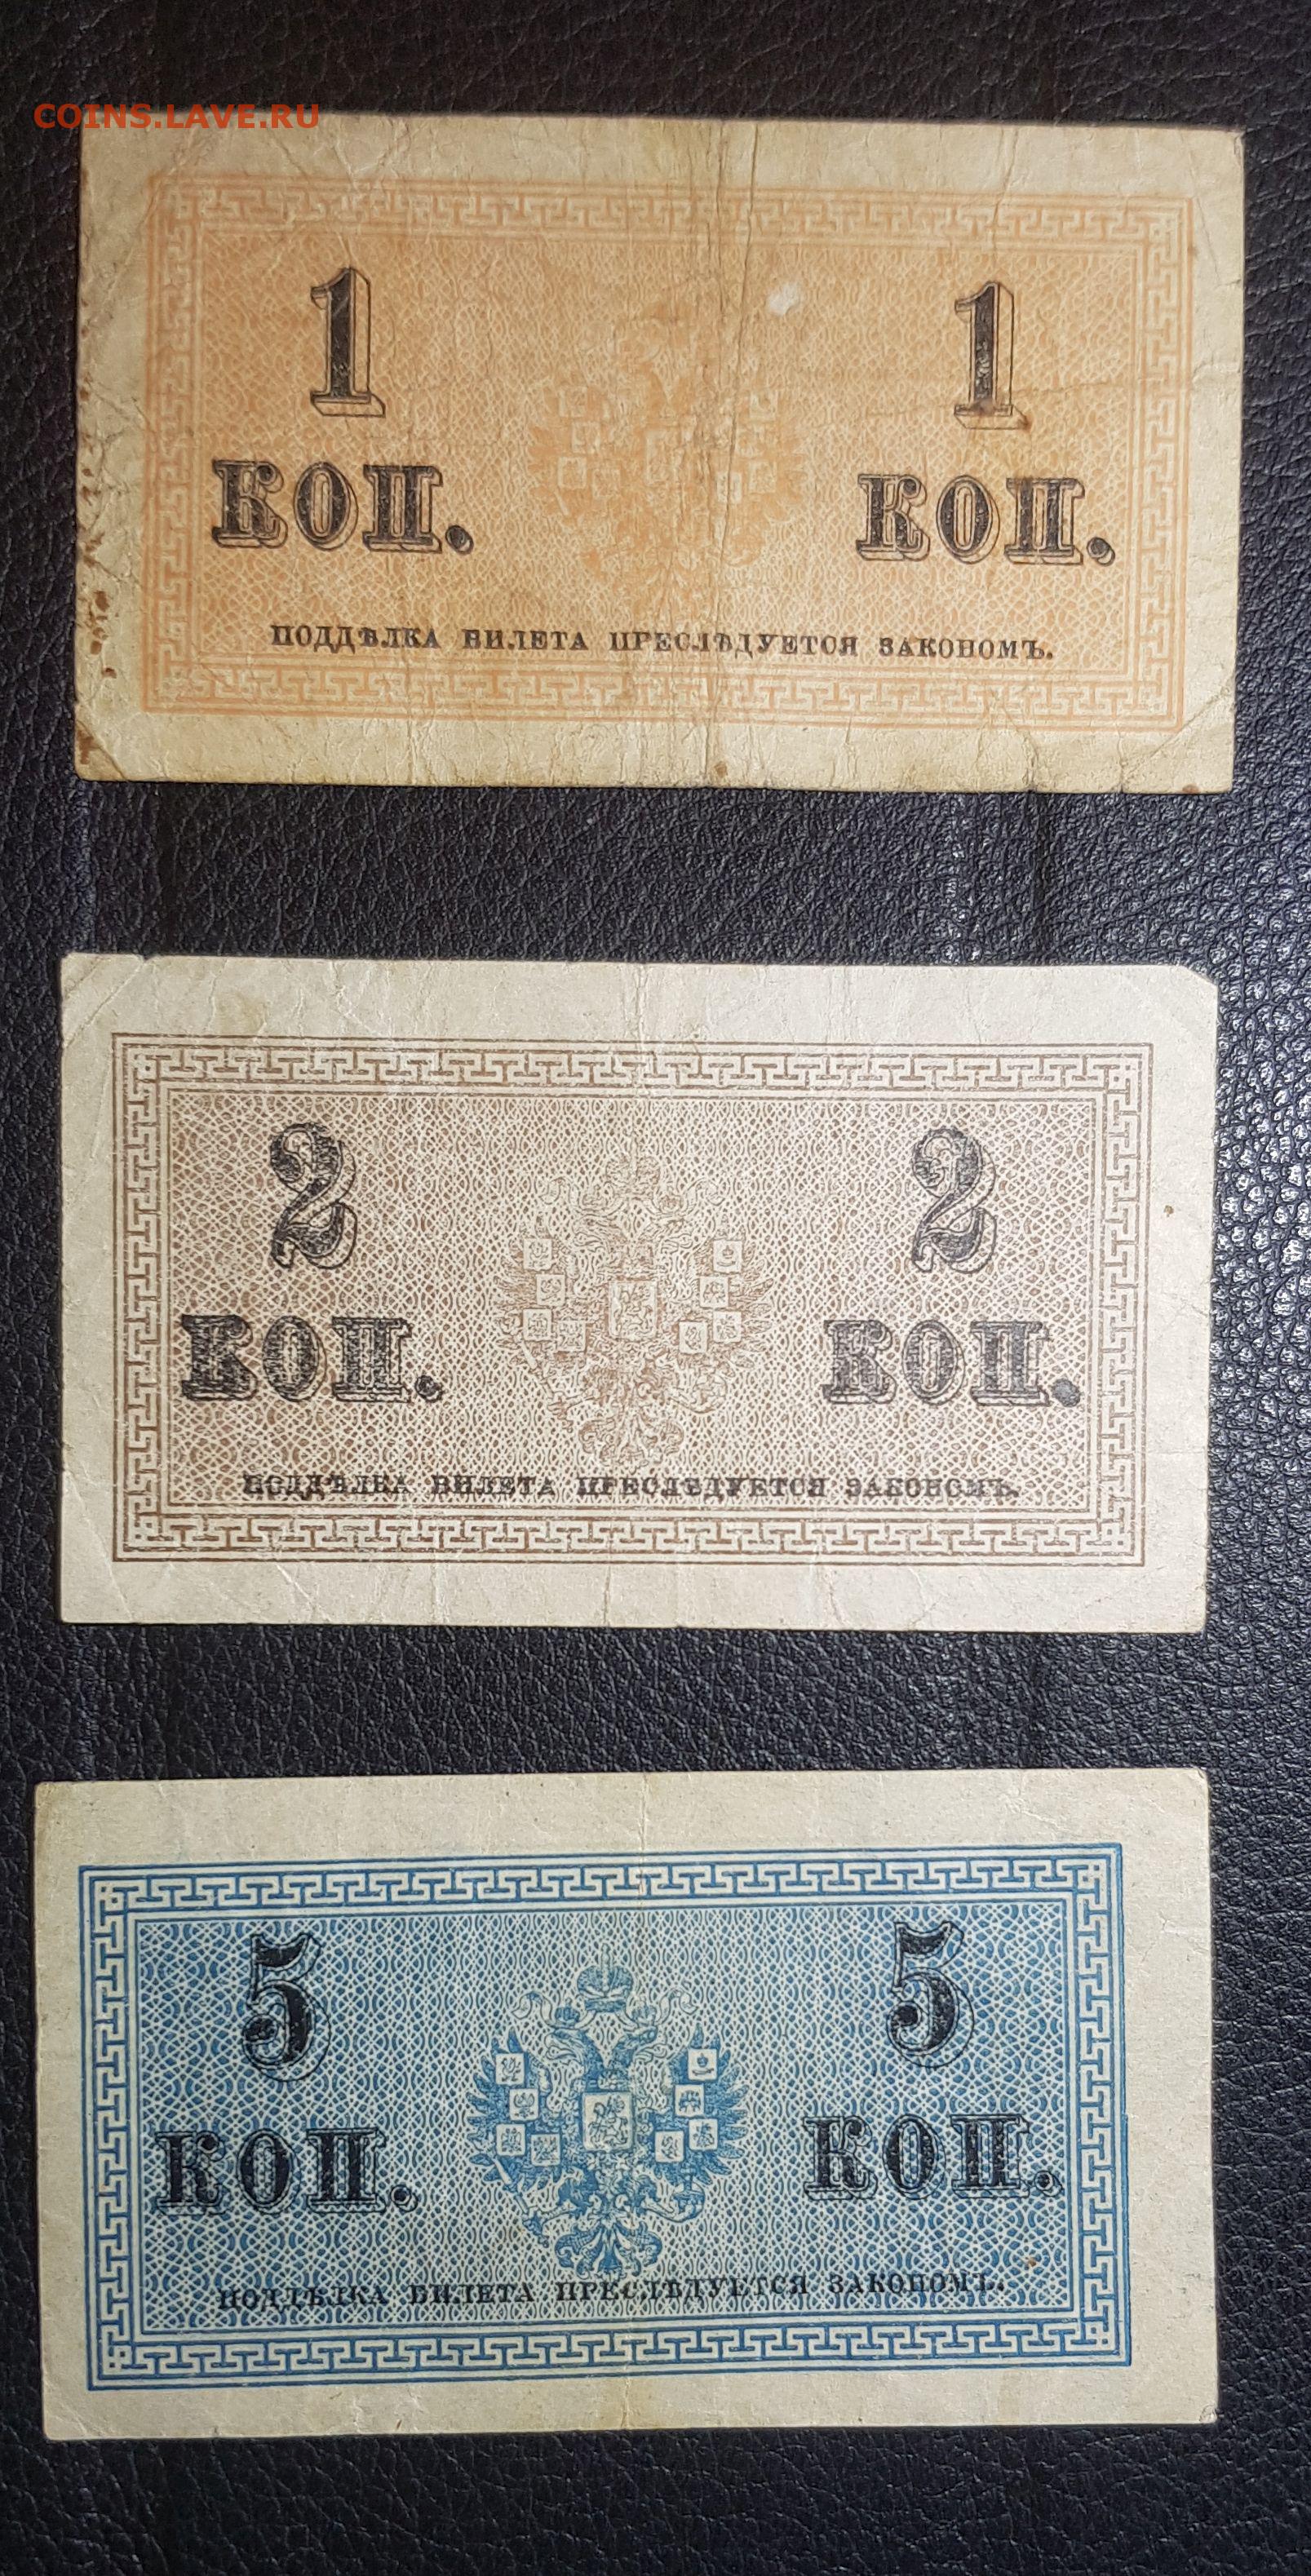 COINS.LAVE.RU
1 1
КОП. КОП.
ПОДДѢЛКА БИЛЕТА ПРЕСЛѢДУЕТСЯ ЗАКОНОМЪ.
2 2
КОП. КОП.
ПОДДѢЛКА БИЛЕТА ПРЕСЛѢДУЕТСЯ ЗАКОНОМЪ.
5 5
КОП. КОП.
ПОДДѢЛКА БИЛЕТА ПРЕСЛѢДУЕТСЯ ЗАКОНОМЪ.